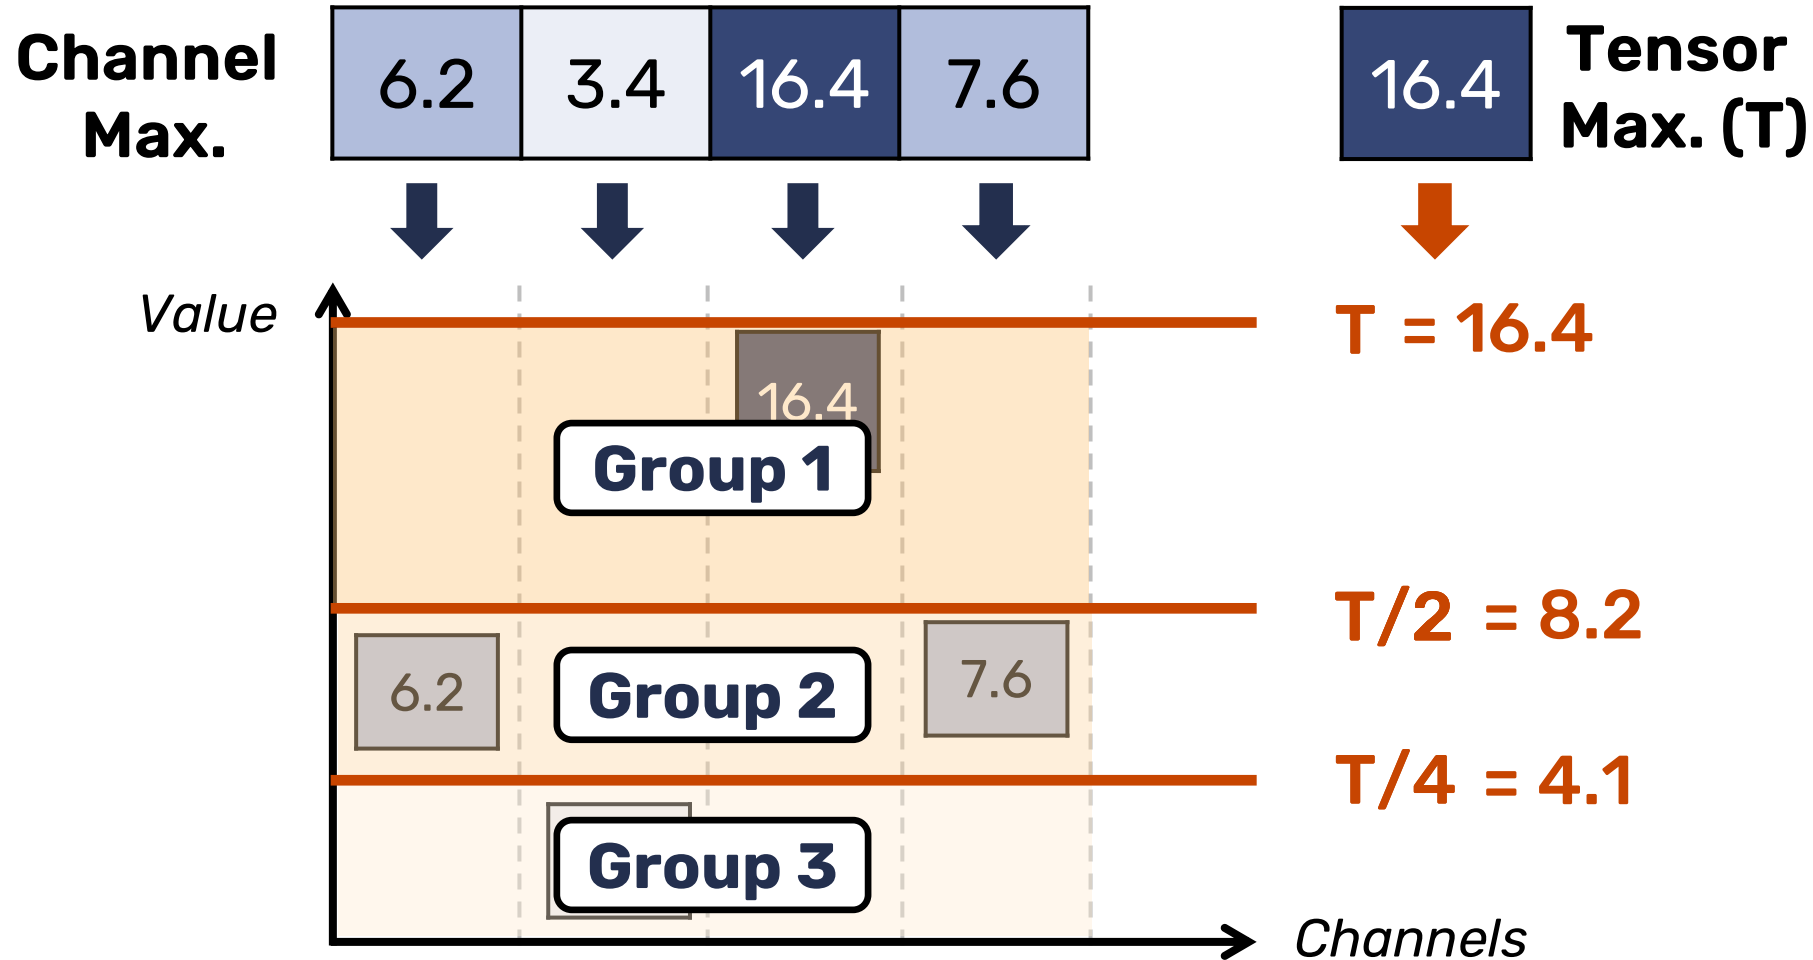 Channel
Max.
6.2 3.4 16.4 7.6
16.4
Tensor
Max. (T)
Value
T = 16.4
16.4
Group 1
T/2 = 8.2
6.2
Group 2
7.6
T/4 = 4.1
Group 3
Channels